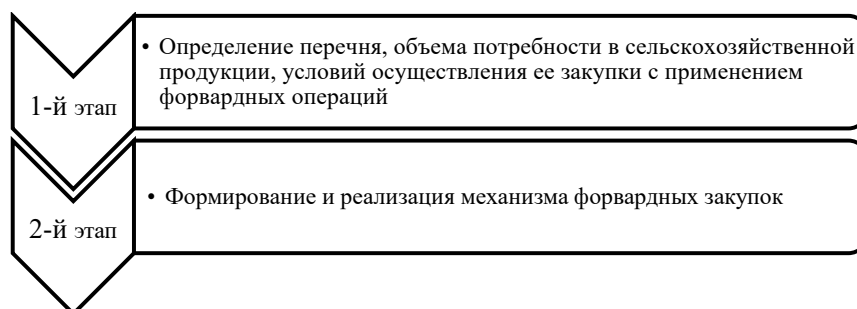 1-й этап
• Определение перечня, объема потребности в сельскохозяйственной
продукции, условий осуществления ее закупки с применением
форвардных операций
2-й этап
• Формирование и реализация механизма форвардных закупок